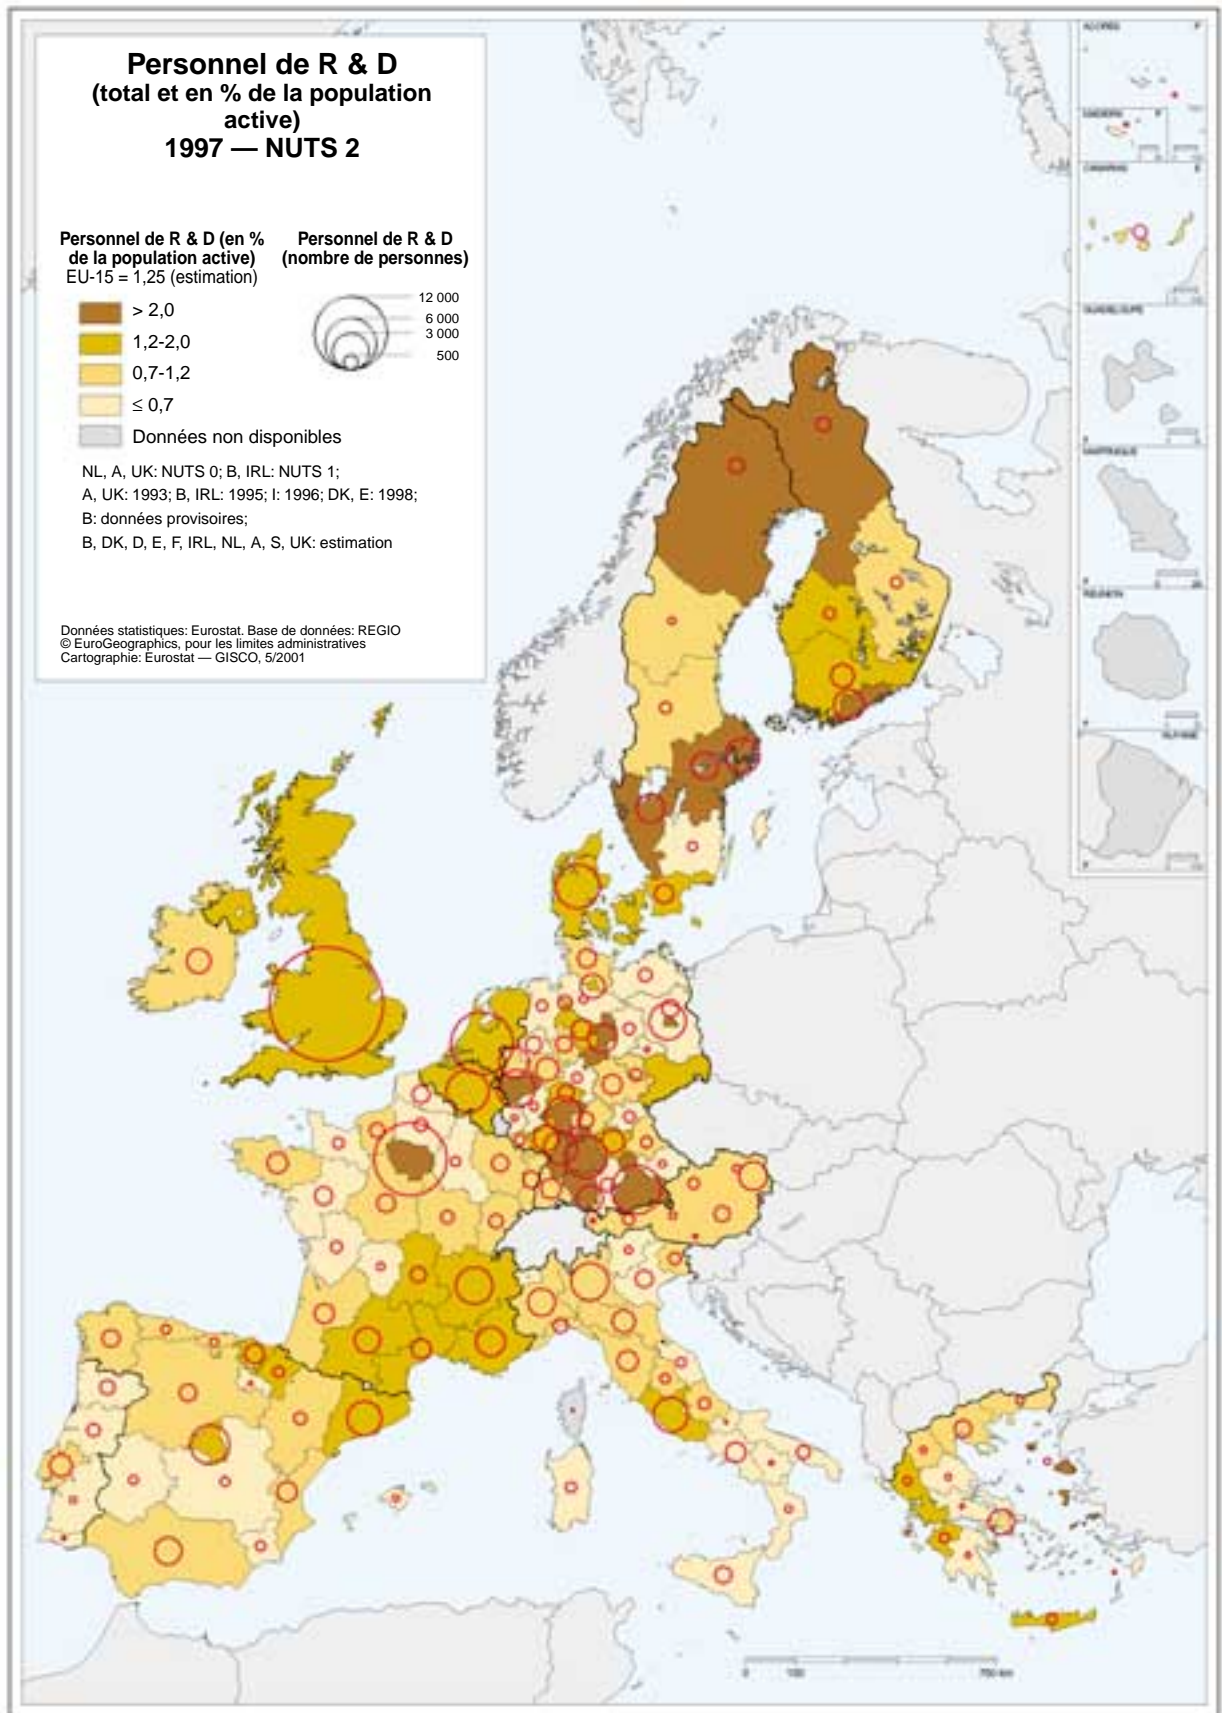 Personnel de R & D
(total et en % de la population
active)
1997 — NUTS 2
Personnel de R & D (en %
de la population active)
EU-15 = 1,25 (estimation)
> 2,0
1,2-2,0
0,7-1,2
≤ 0,7
Données non disponibles
Personnel de R & D
(nombre de personnes)
12 000
6 000
3 000
500
NL, A, UK: NUTS 0; B, IRL: NUTS 1;
A, UK: 1993; B, IRL: 1995; I: 1996; DK, E: 1998;
B: données provisoires;
B, DK, D, E, F, IRL, NL, A, S, UK: estimation
Données statistiques: Eurostat. Base de données: REGIO
© EuroGeographics, pour les limites administratives
Cartographie: Eurostat — GISCO, 5/2001
GUADELOUPE
MARTINIQUE
0
100